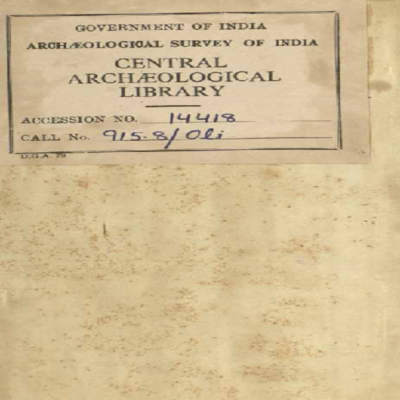 GOVERNMENT OF INDIA
ARCHÆOLOGICAL SURVEY OF INDIA
CENTRAL
ARCHÆOLOGICAL
LIBRARY
ACCESSION NO. 14418
CALL No. 915.8/Oli
D.G.A. 79